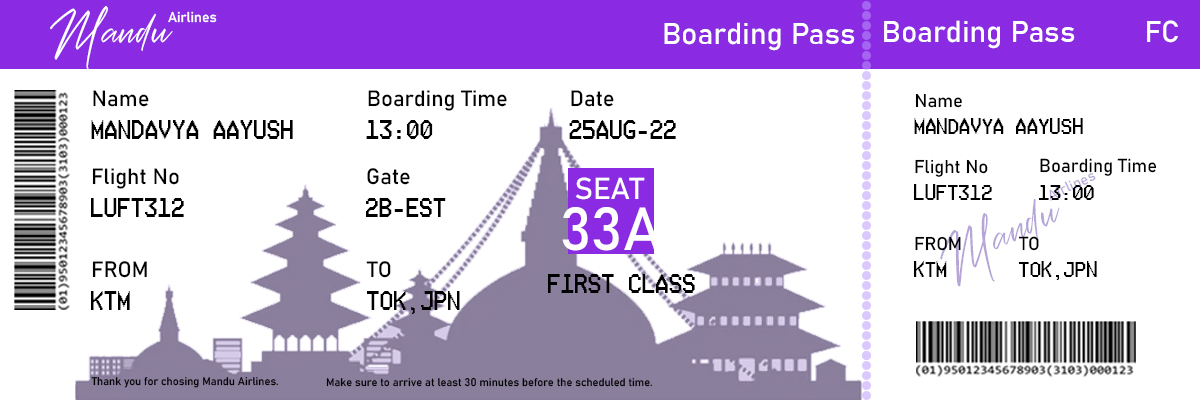 Mandu Airlines
Boarding Pass
Name
MANDAVYA AAYUSH
Boarding Time
13:00
Date
25AUG-22
Flight No
LUFT312
Gate
2B-EST
SEAT
33A
FIRST CLASS
FROM
KTM
TO
TOK,JPN
Thank you for chosing Mandu Airlines.
Make sure to arrive at least 30 minutes before the scheduled time.
(01)95012345678903(3103)000123
Boarding Pass
FC
Name
MANDAVYA AAYUSH
Flight No
LUFT312
Boarding Time
13:00
Mandu Airlines
FROM
KTM
TO
TOK,JPN
(01)95012345678903(3103)000123